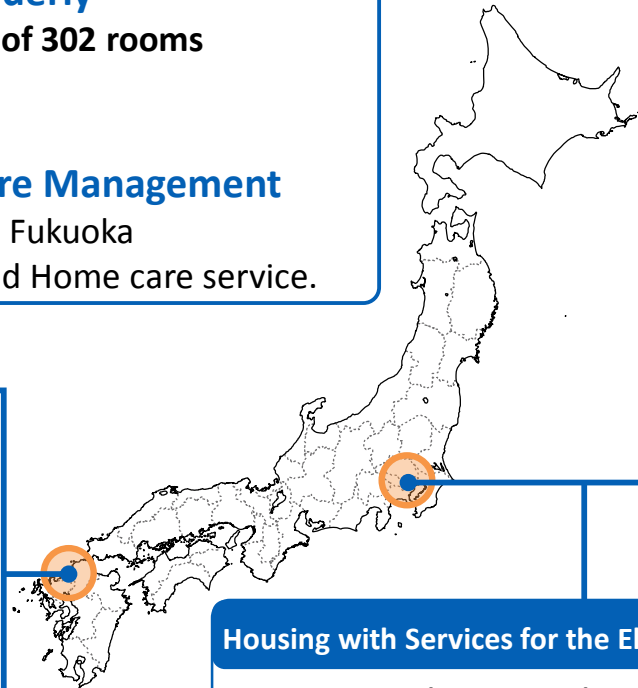 of 302 rooms
re Management
Fukuoka
d Home care service.
Housing with Services for the El